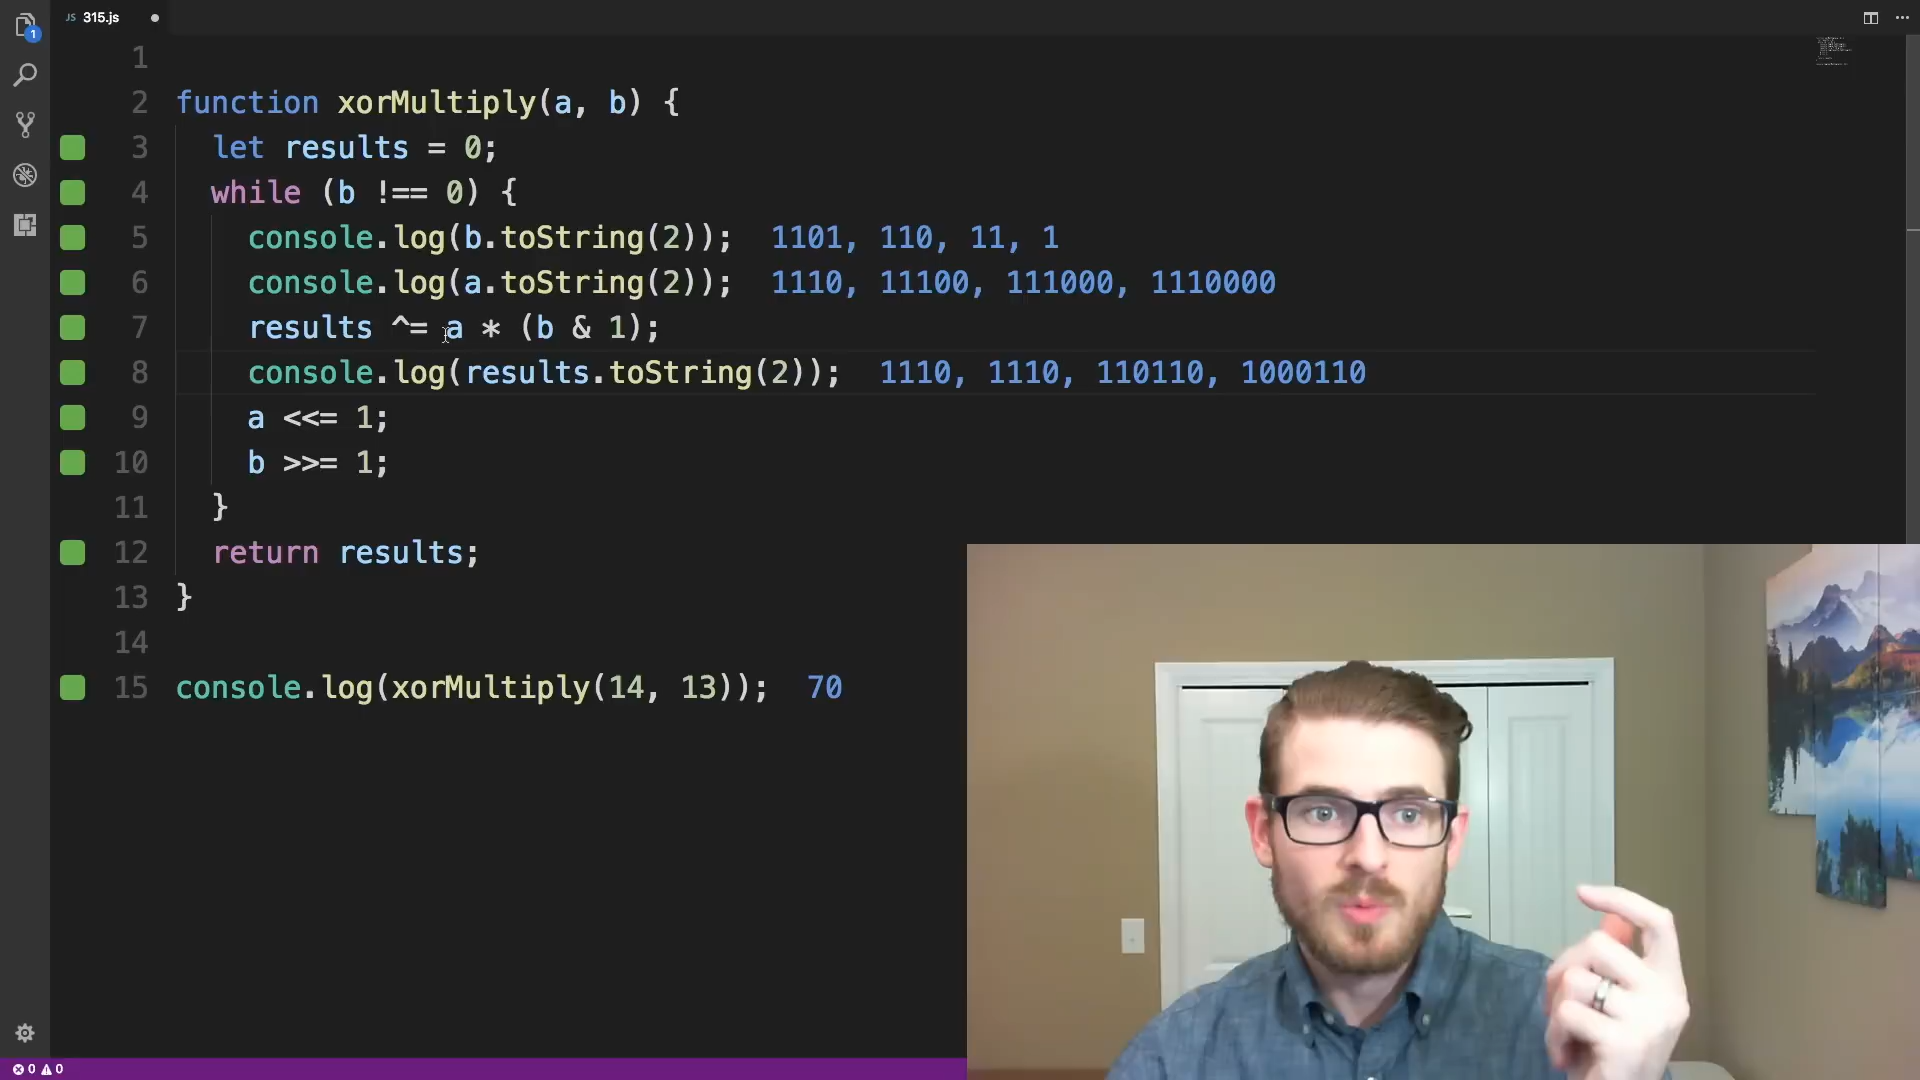 JS 315.js
1
1
2 function xorMultiply(a, b) {
3 let results = 0;
4 while (b !== 0) {
5 console.log(b.toString(2)); 1101, 110, 11, 1
6 console.log(a.toString(2)); 1110, 11100, 111000, 1110000
7 results ^= a * (b & 1);
8 console.log(results.toString(2)); 1110, 1110, 110110, 1000110
9 a <<= 1;
10 b >>= 1;
11 }
12 return results;
13 }
14
15 console.log(xorMultiply(14, 13)); 70
0 0